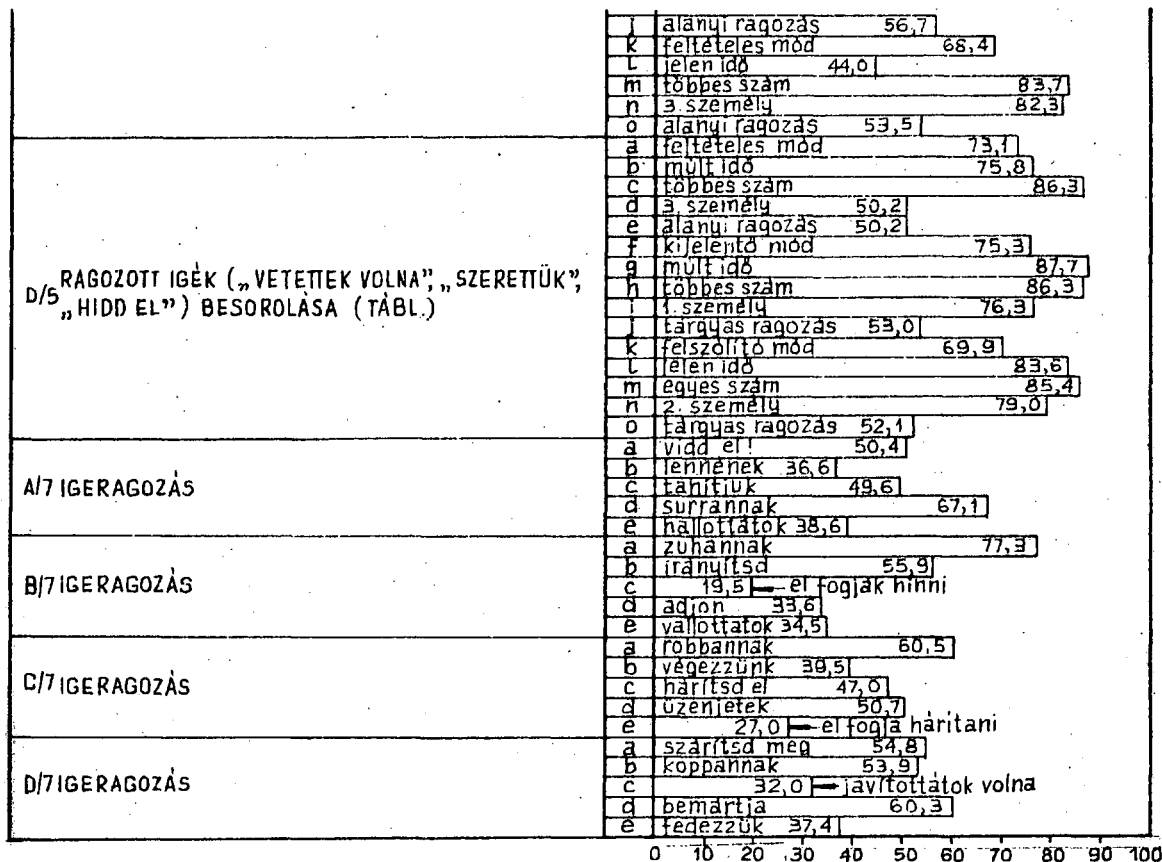 j alanyi ragozás 56,7
k feltételes mód 68,4
l jelen idő 44,0
m többes szám 83,7
n 3. személy 82,3
o alanyi ragozás 53,5
D/5 RAGOZOTT IGÉK („VETETTEK VOLNA”, „SZERETTÜK”,
„HIDD EL”) BESOROLÁSA (TÁBL.)
a feltételes mód 73,1
b múlt idő 75,8
c többes szám 86,3
d 3. személy 50,2
e alanyi ragozás 50,2
f kijelentő mód 75,3
g múlt idő 87,7
h többes szám 86,3
i 1. személy 76,3
j tárgyas ragozás 53,0
k felszólító mód 69,9
l jelen idő 83,6
m egyes szám 85,4
n 2. személy 79,0
o tárgyas ragozás 52,1
A/7 IGERAGOZÁS
a vidd el! 50,4
b lennének 36,6
c tanítjuk 49,6
d surrannak 67,1
e hallottátok 38,6
B/7 IGERAGOZÁS
a zuhannak 77,3
b irányítsd 55,9
c 19,5 el fogják hinni
d adjon 33,6
e vallottatok 34,5
C/7 IGERAGOZÁS
a robbannak 60,5
b végezzünk 39,5
c hárítsd el 47,0
d üzenjetek 50,7
e 27,0 el fogja hárítani
D/7 IGERAGOZÁS
a szárítsd meg 54,8
b koppannak 53,9
c 32,0 javítottátok volna
d bemártja 60,3
e fedezzük 37,4
0 10 20 30 40 50 60 70 80 90 100